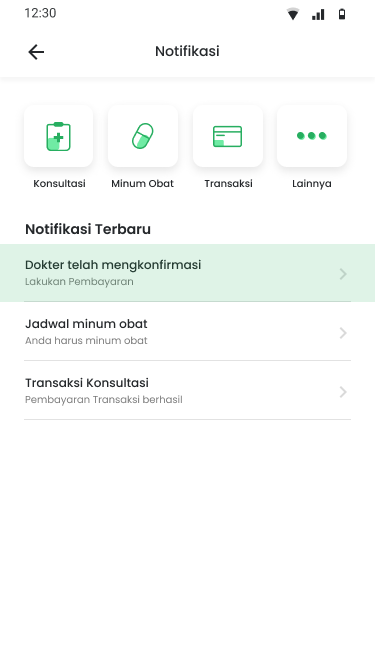 12:30
Notifikasi
Konsultasi
Minum Obat
Transaksi
Lainnya
Notifikasi Terbaru
Dokter telah mengkonfirmasi
Lakukan Pembayaran
Jadwal minum obat
Anda harus minum obat
Transaksi Konsultasi
Pembayaran Transaksi berhasil